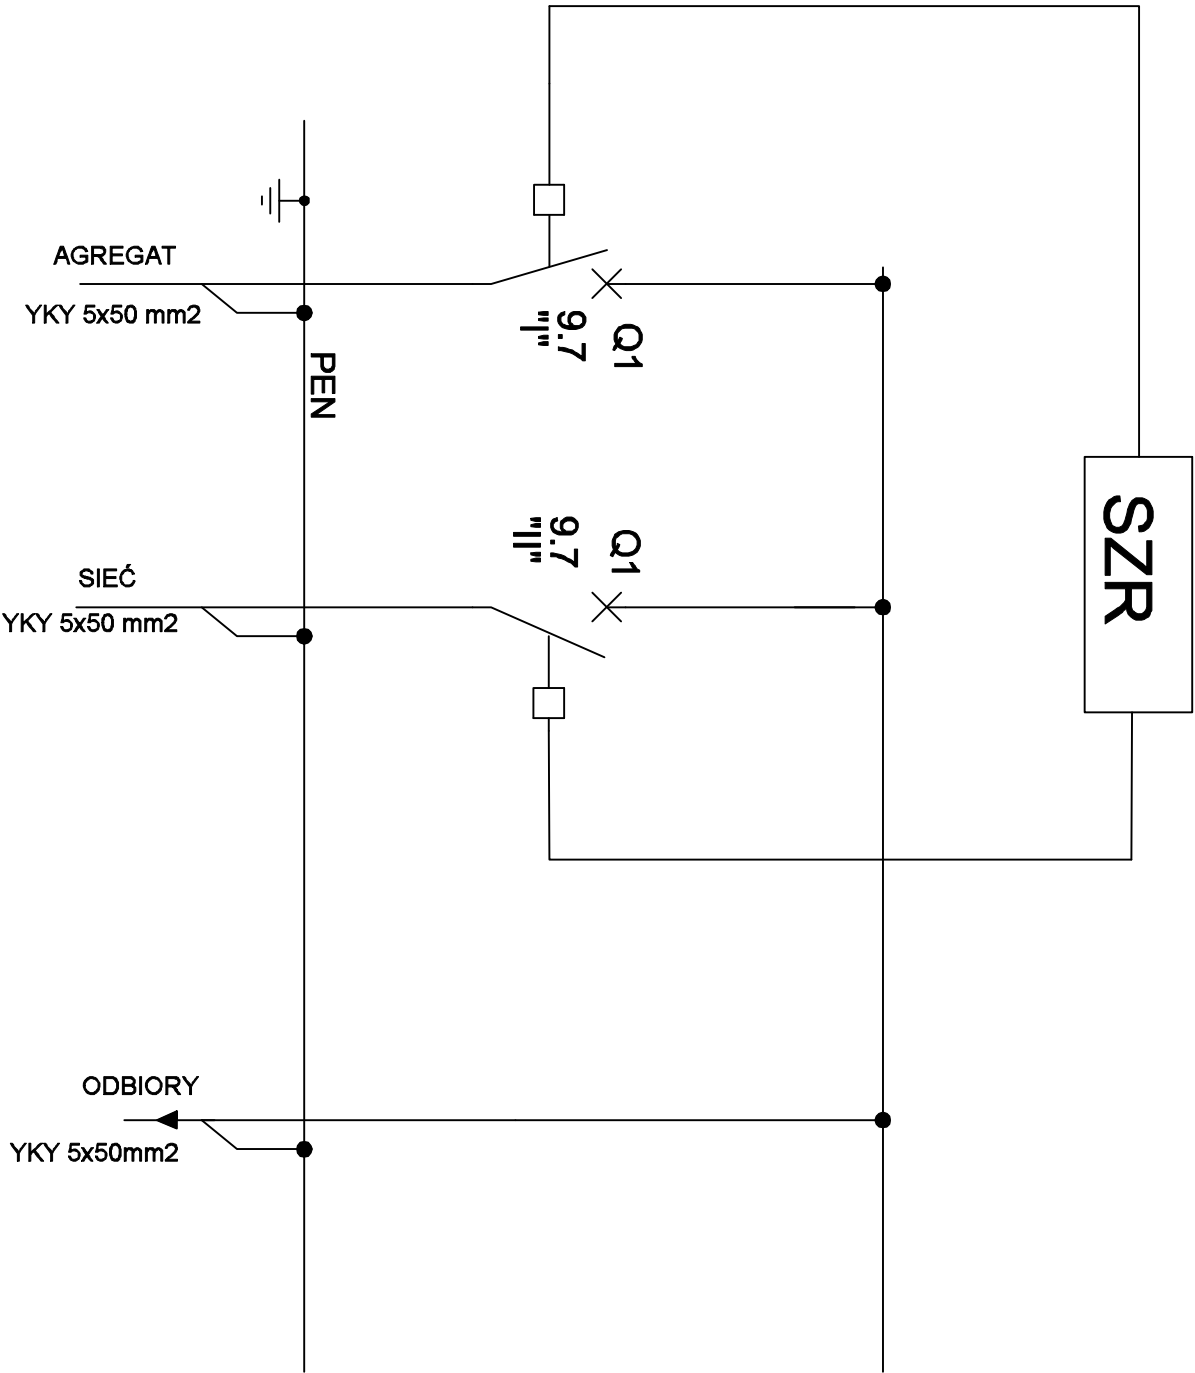 AGREGAT
YKY 5x50 mm2
Q1
9.7
"I"
PEN
SZR
Q1
9.7
"II"
SIEĆ
YKY 5x50 mm2
ODBIORY
YKY 5x50mm2